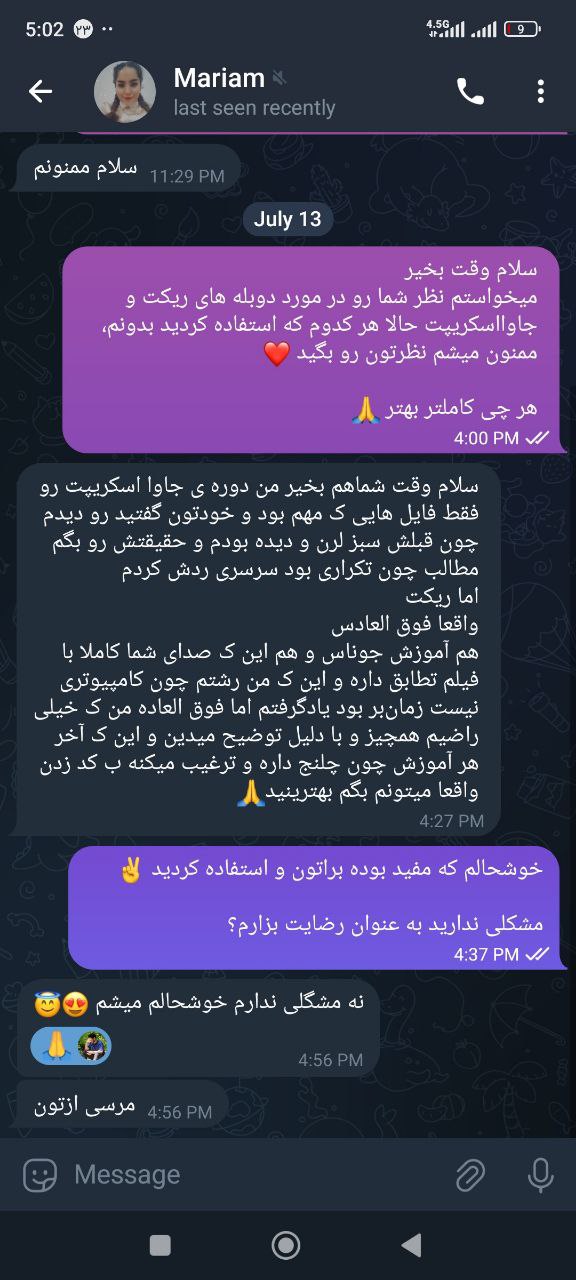 5:02
۲۳
4.5G
9
Mariam
last seen recently
سلام ممنونم
11:29 PM
July 13
سلام وقت بخیر
میخواستم نظر شما رو در مورد دوبله های ریکت و
جاوااسکریپت حالا هر کدوم که استفاده کردید بدونم،
ممنون میشم نظرتون رو بگید ❤️
هر چی کاملتر بهتر 🙏
4:00 PM
سلام وقت شماهم بخیر من دوره ی جاوا اسکریپت رو
فقط فایل هایی ک مهم بود و خودتون گفتید رو دیدم
چون قبلش سبز لرن و دیده بودم و حقیقتش رو بگم
مطالب چون تکراری بود سرسری ردش کردم
اما ریکت
واقعا فوق العادس
هم آموزش جوناس و هم این ک صدای شما کاملا با
فیلم تطابق داره و این ک من رشتم چون کامپیوتری
نیست زمان‌بر بود یادگرفتم اما فوق العاده من ک خیلی
راضیم همچیز و با دلیل توضیح میدین و این ک آخر
هر آموزش چون چلنج داره و ترغیب میکنه ب کد زدن
واقعا میتونم بگم بهترینید🙏
4:27 PM
خوشحالم که مفید بوده براتون و استفاده کردید ✌️
مشکلی ندارید به عنوان رضایت بزارم؟
4:37 PM
نه مشگلی ندارم خوشحالم میشم 😍😇
🙏
4:56 PM
مرسی ازتون
4:56 PM
Message